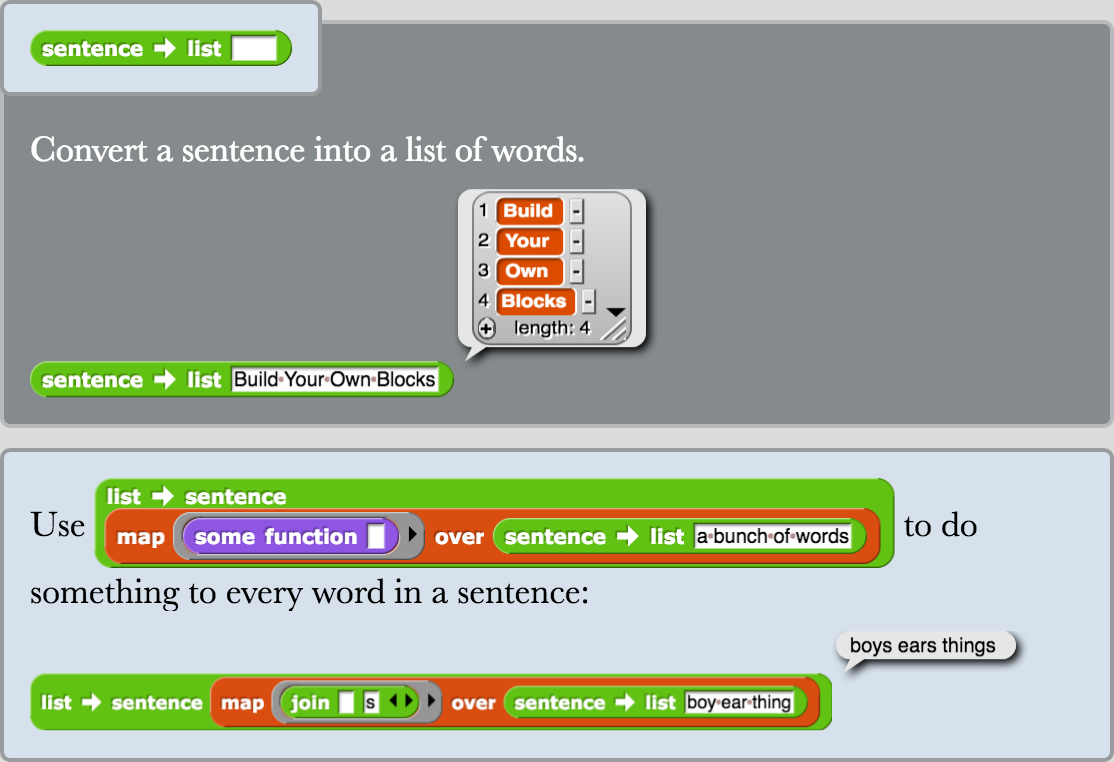 sentence ➔ list
Convert a sentence into a list of words.
1 Build -
2 Your -
3 Own -
4 Blocks -
+ length: 4
sentence ➔ list Build·Your·Own·Blocks
list ➔ sentence
Use map some function over sentence ➔ list a·bunch·of·words to do
something to every word in a sentence:
boys ears things
list ➔ sentence map join s over sentence ➔ list boy·ear·thing